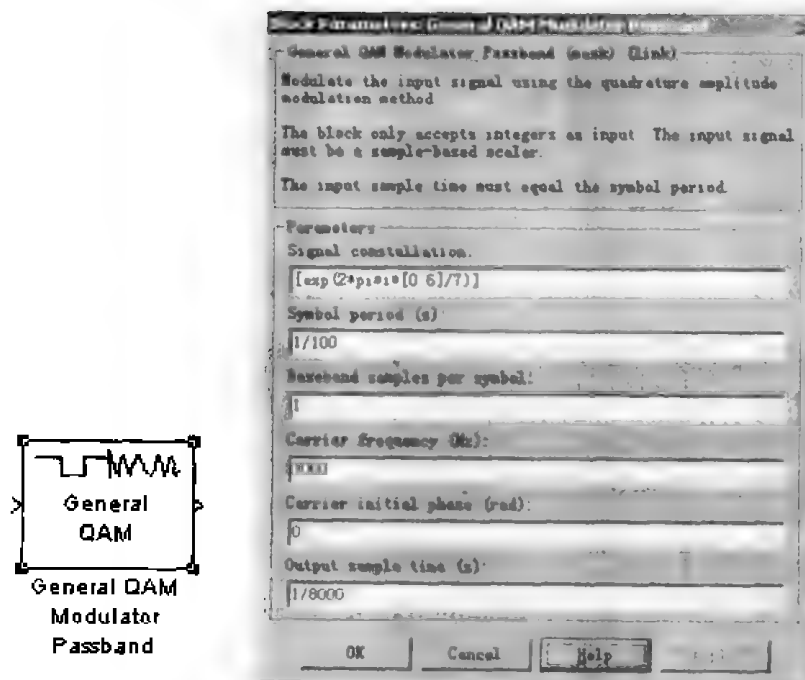 General QAM Modulator Passband (mask) (link)
Modulate the input signal using the quadrature amplitude
modulation method
The block only accepts integers as input The input signal
must be a sample-based scalar.
The input sample time must equal the symbol period
Parameters
Signal constellation.
[exp(2*pi*i*[0 6]/7)]
Symbol period (s)
1/100
Baseband samples per symbol:
1
Carrier frequency (Hz):
Carrier initial phase (rad):
0
Output sample time (s)
1/8000
OK
Cancel
Help
General
QAM
General QAM
Modulator
Passband